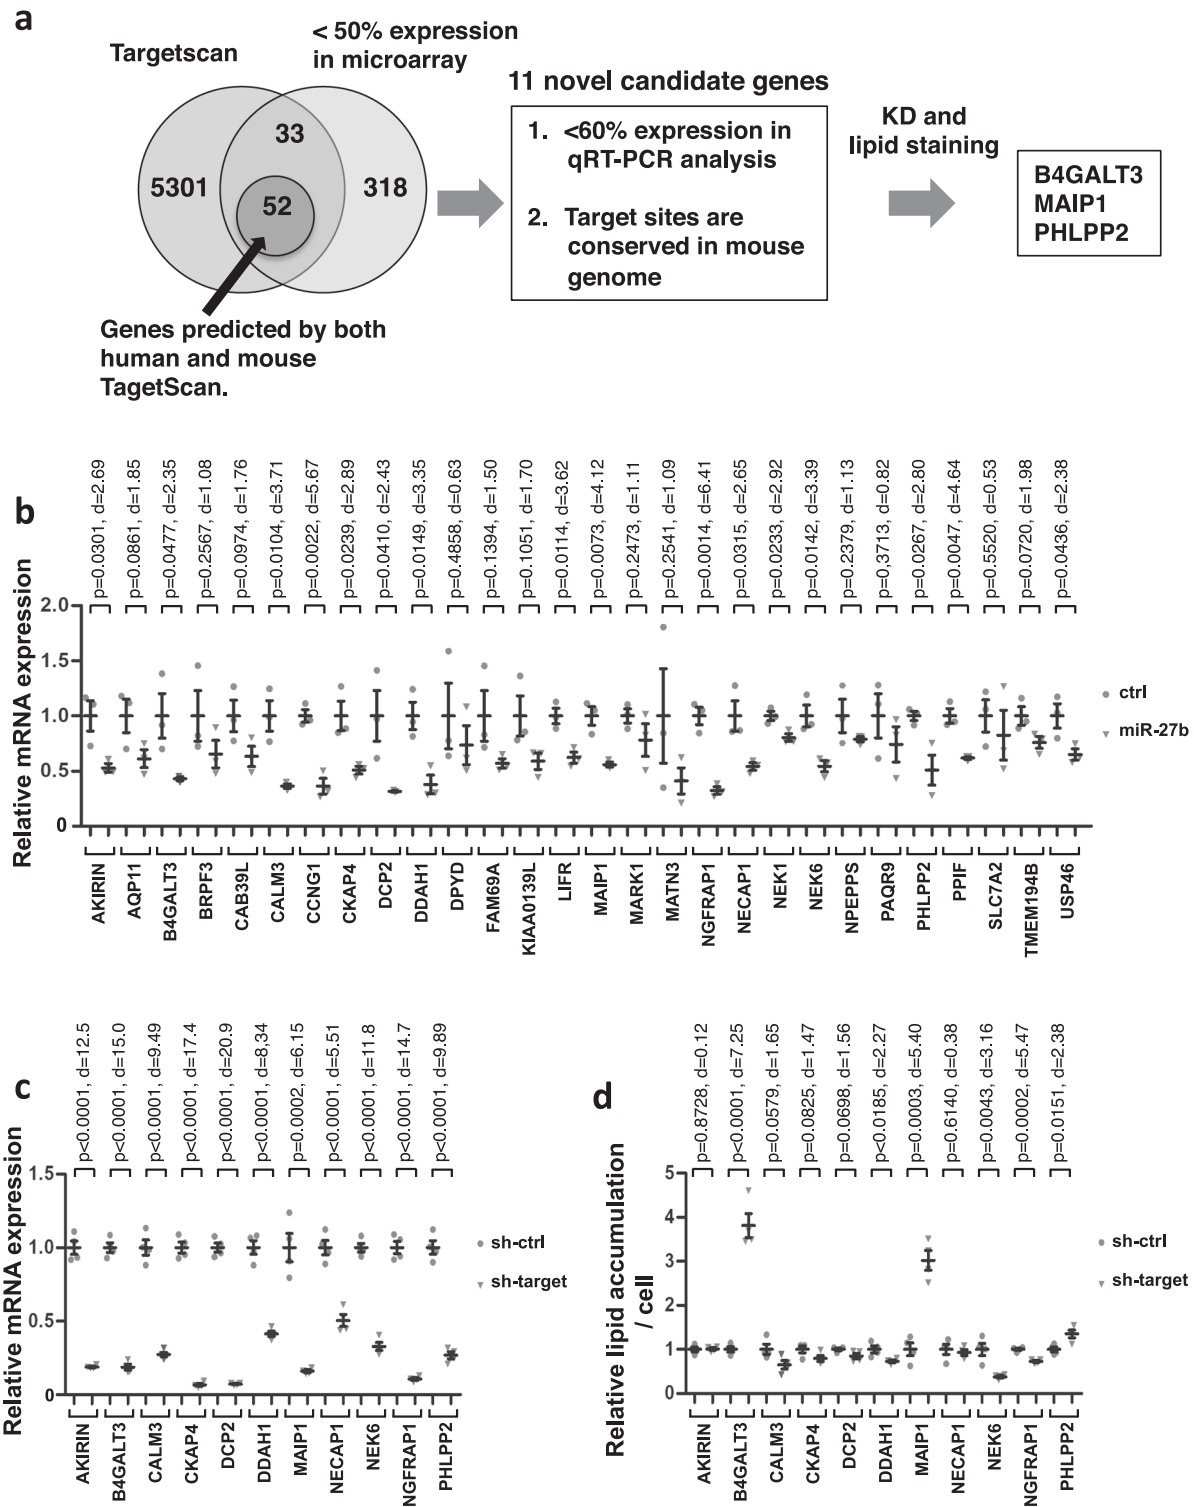 a
Targetscan
< 50% expression
in microarray
33
5301
318
52
Genes predicted by both
human and mouse
TagetScan.
11 novel candidate genes
1. <60% expression in
qRT-PCR analysis
2. Target sites are
conserved in mouse
genome
KD and
lipid staining
B4GALT3
MAIP1
PHLPP2
b
p=0.0301, d=2.69
p=0.0861, d=1.85
p=0.0477, d=2.35
p=0.2567, d=1.08
p=0.0974, d=1.76
p=0.0104, d=3.71
p=0.0022, d=5.67
p=0.0239, d=2.89
p=0.0410, d=2.43
p=0.0149, d=3.35
p=0.4858, d=0.63
p=0.1394, d=1.50
p=0.1051, d=1.70
p=0.0114, d=3.62
p=0.0073, d=4.12
p=0.2473, d=1.11
p=0.2541, d=1.09
p=0.0014, d=6.41
p=0.0315, d=2.65
p=0.0233, d=2.92
p=0.0142, d=3.39
p=0.2379, d=1.13
p=0,3713, d=0.82
p=0.0267, d=2.80
p=0.0047, d=4.64
p=0.5520, d=0.53
p=0.0720, d=1.98
p=0.0436, d=2.38
Relative mRNA expression
2.0
1.5
1.0
0.5
0
ctrl
miR-27b
AKIRIN
AQP11
B4GALT3
BRPF3
CAB39L
CALM3
CCNG1
CKAP4
DCP2
DDAH1
DPYD
FAM69A
KIAA0139L
LIFR
MAIP1
MARK1
MATN3
NGFRAP1
NECAP1
NEK1
NEK6
NPEPPS
PAQR9
PHLPP2
PPIF
SLC7A2
TMEM194B
USP46
c
p<0.0001, d=12.5
p<0.0001, d=15.0
p<0.0001, d=9.49
p<0.0001, d=17.4
p<0.0001, d=20.9
p<0.0001, d=8,34
p=0.0002, d=6.15
p<0.0001, d=5.51
p<0.0001, d=11.8
p<0.0001, d=14.7
p<0.0001, d=9.89
Relative mRNA expression
1.5
1.0
0.5
0
sh-ctrl
sh-target
AKIRIN
B4GALT3
CALM3
CKAP4
DCP2
DDAH1
MAIP1
NECAP1
NEK6
NGFRAP1
PHLPP2
d
p=0.8728, d=0.12
p<0.0001, d=7.25
p=0.0579, d=1.65
p=0.0825, d=1.47
p=0.0698, d=1.56
p<0.0185, d=2.27
p=0.0003, d=5.40
p=0.6140, d=0.38
p=0.0043, d=3.16
p=0.0002, d=5.47
p=0.0151, d=2.38
Relative lipid accumulation
/ cell
5
4
3
2
1
0
sh-ctrl
sh-target
AKIRIN
B4GALT3
CALM3
CKAP4
DCP2
DDAH1
MAIP1
NECAP1
NEK6
NGFRAP1
PHLPP2